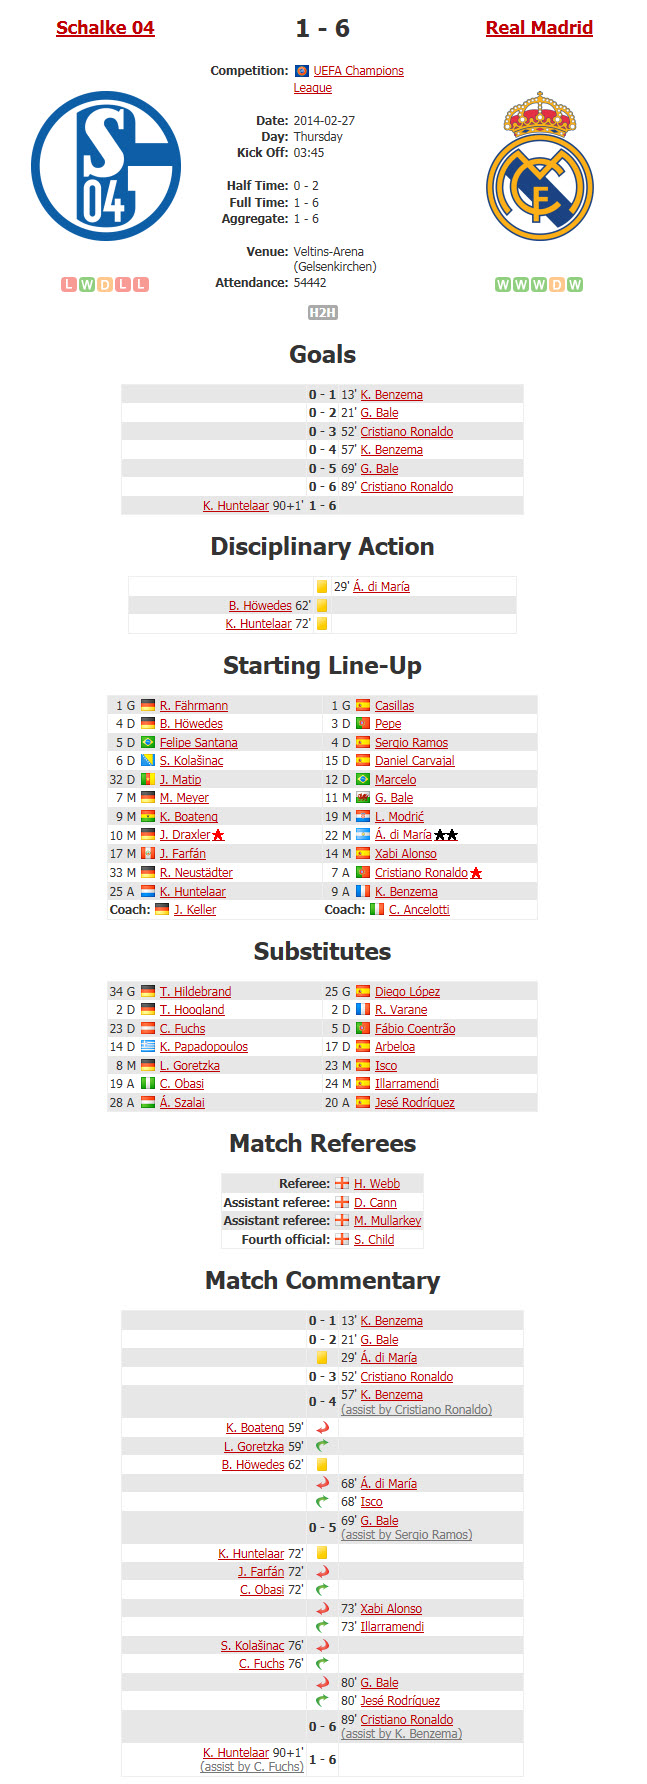 Schalke 04 1 - 6 Real Madrid
Competition: UEFA Champions
League
Date: 2014-02-27
Day: Thursday
Kick Off: 03:45
Half Time: 0 - 2
Full Time: 1 - 6
Aggregate: 1 - 6
Venue: Veltins-Arena
(Gelsenkirchen)
Attendance: 54442
S 04
L W D L L
W W W D W
H2H
Goals
0 - 1 13' K. Benzema
0 - 2 21' G. Bale
0 - 3 52' Cristiano Ronaldo
0 - 4 57' K. Benzema
0 - 5 69' G. Bale
0 - 6 89' Cristiano Ronaldo
K. Huntelaar 90+1' 1 - 6
Disciplinary Action
29' Á. di María
B. Höwedes 62'
K. Huntelaar 72'
Starting Line-Up
1 G R. Fährmann 1 G Casillas
4 D B. Höwedes 3 D Pepe
5 D Felipe Santana 4 D Sergio Ramos
6 D S. Kolašinac 15 D Daniel Carvajal
32 D J. Matip 12 D Marcelo
7 M M. Meyer 11 M G. Bale
9 M K. Boateng 19 M L. Modrić
10 M J. Draxler 22 M Á. di María
17 M J. Farfán 14 M Xabi Alonso
33 M R. Neustädter 7 A Cristiano Ronaldo
25 A K. Huntelaar 9 A K. Benzema
Coach: J. Keller Coach: C. Ancelotti
Substitutes
34 G T. Hildebrand 25 G Diego López
2 D T. Hoogland 2 D R. Varane
23 D C. Fuchs 5 D Fábio Coentrão
14 D K. Papadopoulos 17 D Arbeloa
8 M L. Goretzka 23 M Isco
19 A C. Obasi 24 M Illarramendi
28 A Á. Szalai 20 A Jesé Rodríguez
Match Referees
Referee: H. Webb
Assistant referee: D. Cann
Assistant referee: M. Mullarkey
Fourth official: S. Child
Match Commentary
0 - 1 13' K. Benzema
0 - 2 21' G. Bale
29' Á. di María
0 - 3 52' Cristiano Ronaldo
0 - 4 57' K. Benzema
(assist by Cristiano Ronaldo)
K. Boateng 59'
L. Goretzka 59'
B. Höwedes 62'
68' Á. di María
68' Isco
0 - 5 69' G. Bale
(assist by Sergio Ramos)
K. Huntelaar 72'
J. Farfán 72'
C. Obasi 72'
73' Xabi Alonso
73' Illarramendi
S. Kolašinac 76'
C. Fuchs 76'
80' G. Bale
80' Jesé Rodríguez
0 - 6 89' Cristiano Ronaldo
(assist by K. Benzema)
K. Huntelaar 90+1' 1 - 6
(assist by C. Fuchs)